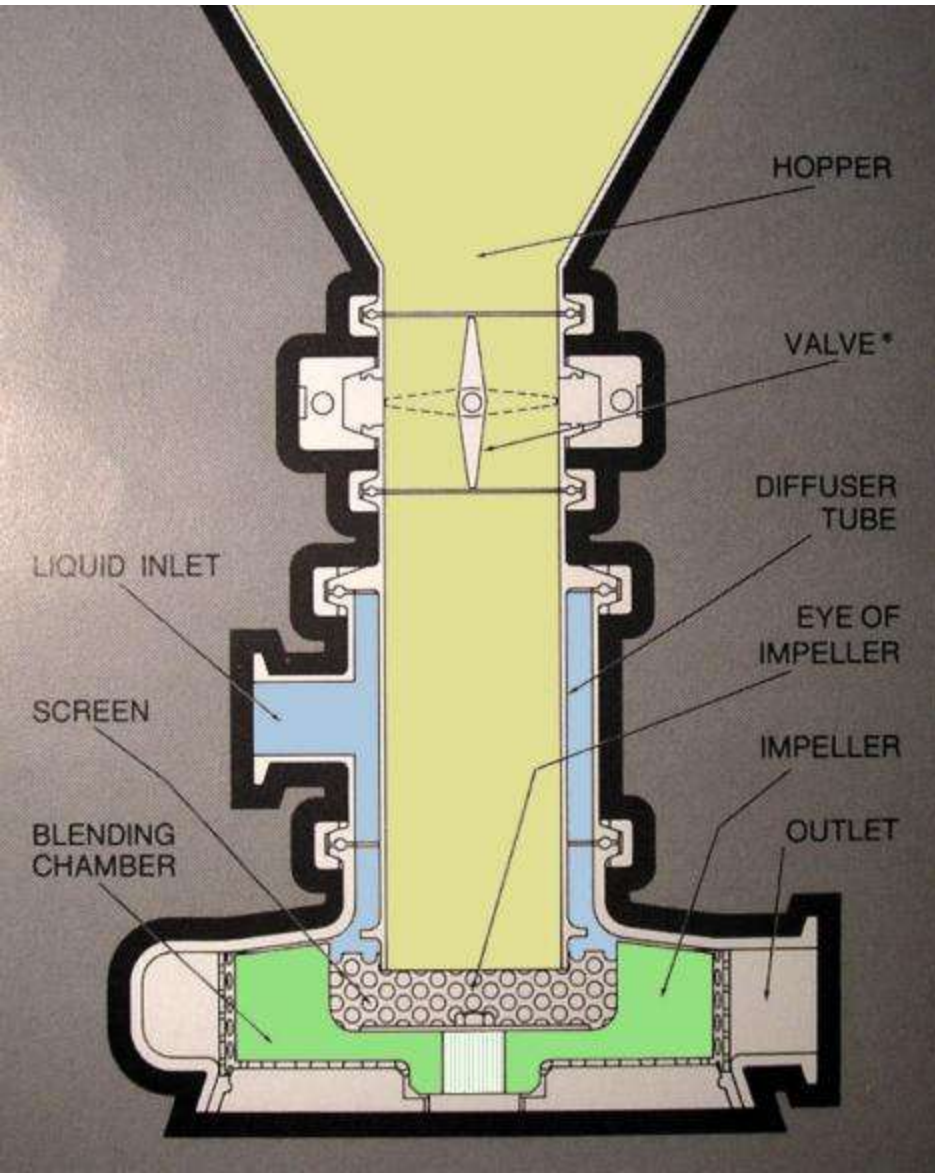 HOPPER
VALVE*
DIFFUSER
TUBE
LIQUID INLET
EYE OF
IMPELLER
SCREEN
IMPELLER
BLENDING
CHAMBER
OUTLET